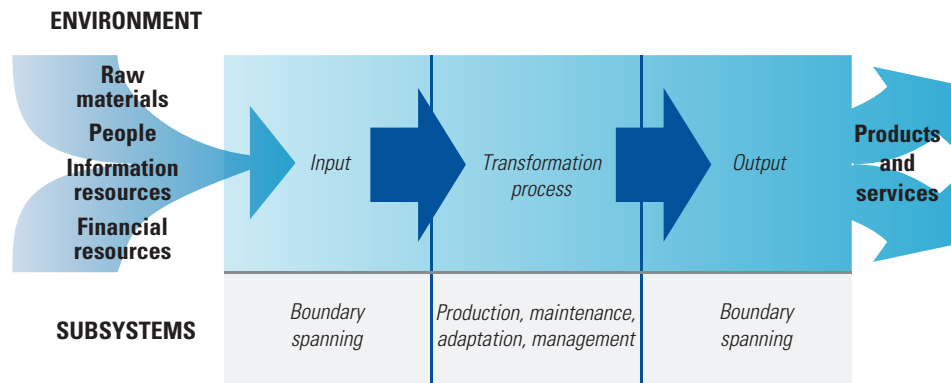 ENVIRONMENT
Raw
materials
People
Information
resources
Financial
resources
Input
Transformation
process
Output
Products
and
services
SUBSYSTEMS
Boundary
spanning
Production, maintenance,
adaptation, management
Boundary
spanning